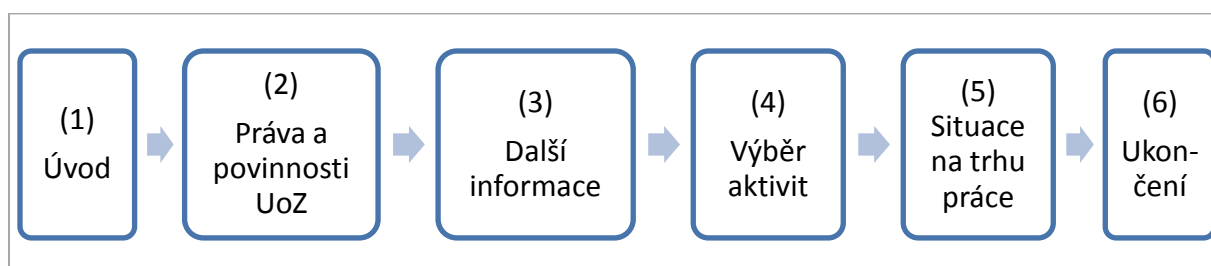 (1)
Úvod
(2)
Práva a
povinnosti
UoZ
(3)
Další
informace
(4)
Výběr
aktivit
(5)
Situace
na trhu
práce
(6)
Ukon-
čení